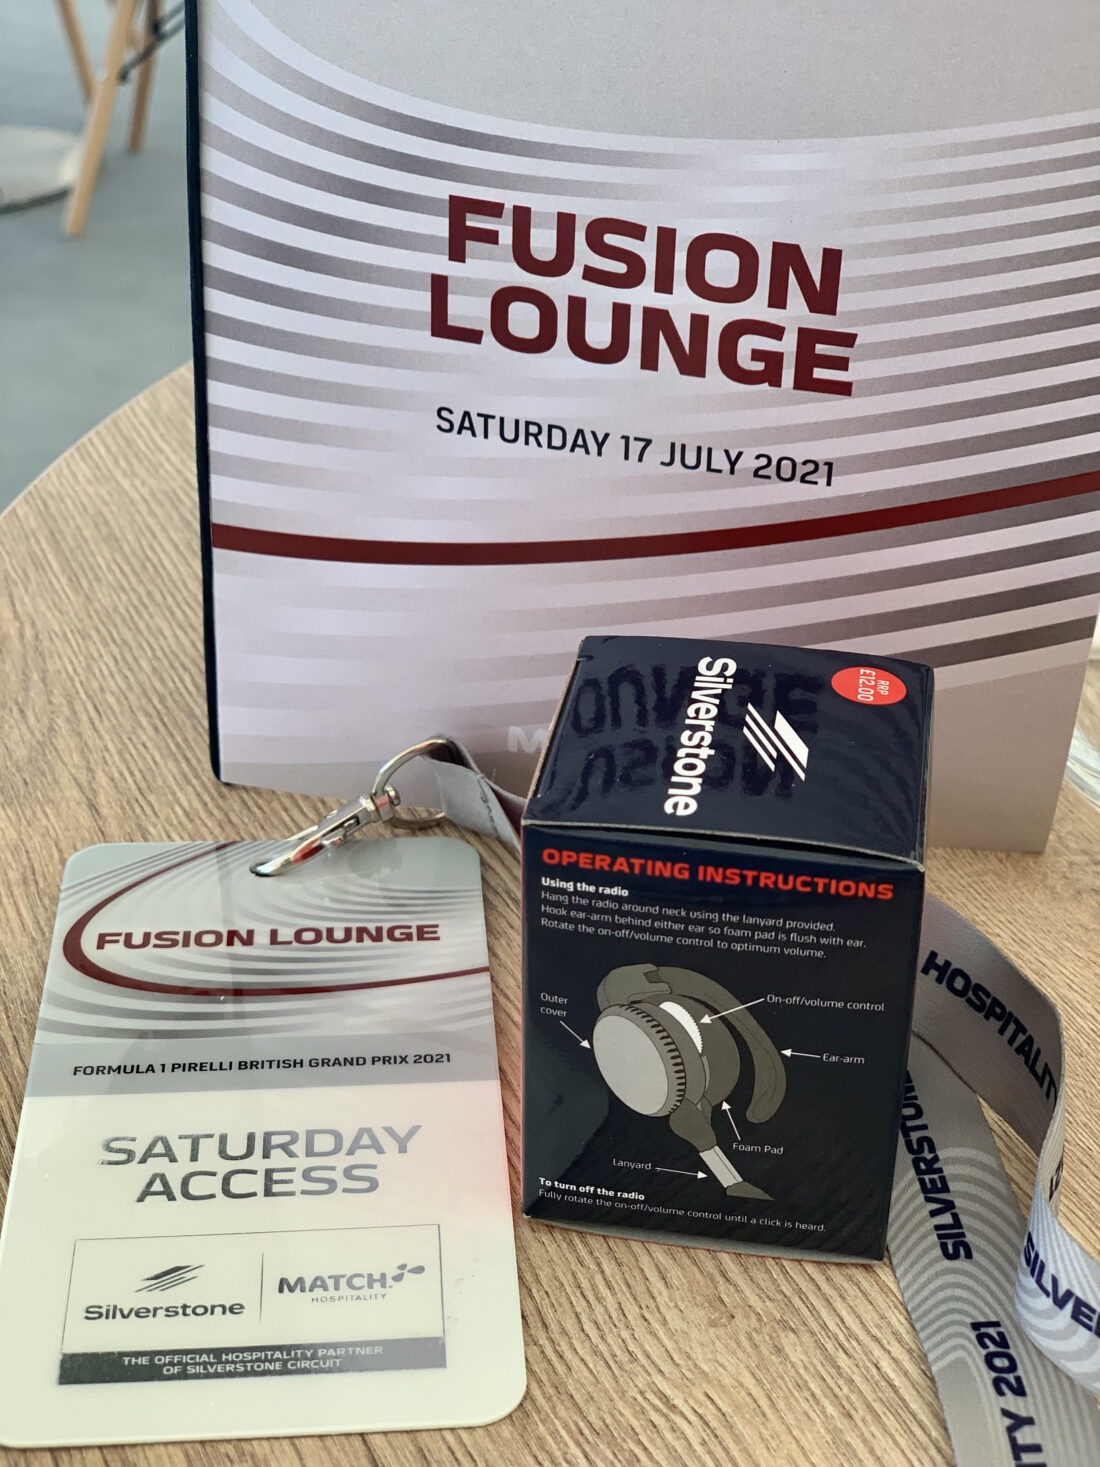 FUSION
LOUNGE
SATURDAY 17 JULY 2021
Silverstone
RRP
£12.00
OPERATING INSTRUCTIONS
Using the radio
Hang the radio around neck using the lanyard provided.
Hook ear-arm behind either ear so foam pad is flush with ear.
Rotate the on-off/volume control to optimum volume.
Outer
cover
On-off/volume control
Ear-arm
Foam Pad
Lanyard
To turn off the radio
Fully rotate the on-off/volume control until a click is heard.
FUSION LOUNGE
FORMULA 1 PIRELLI BRITISH GRAND PRIX 2021
SATURDAY
ACCESS
Silverstone
MATCH
HOSPITALITY
THE OFFICIAL HOSPITALITY PARTNER
OF SILVERSTONE CIRCUIT
HOSPITALIT
SILVERSTON
SILVE
ITY 2021